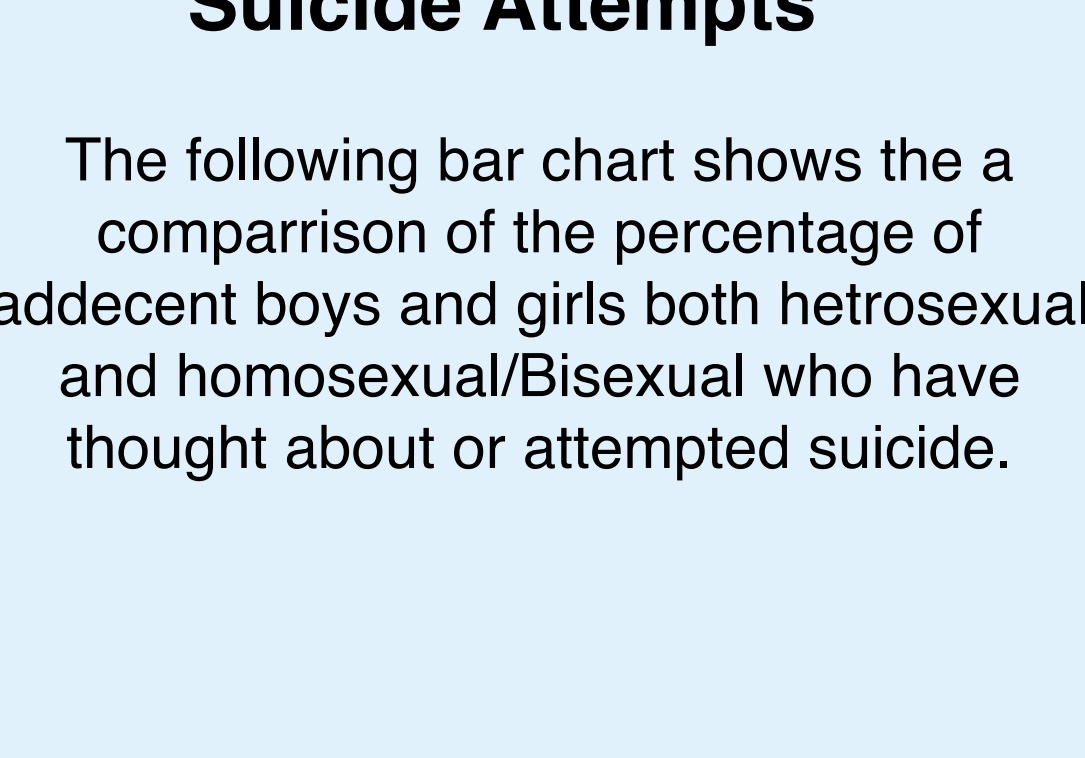 Suicide Attempts
The following bar chart shows the a
comparrison of the percentage of
addecent boys and girls both hetrosexual
and homosexual/Bisexual who have
thought about or attempted suicide.